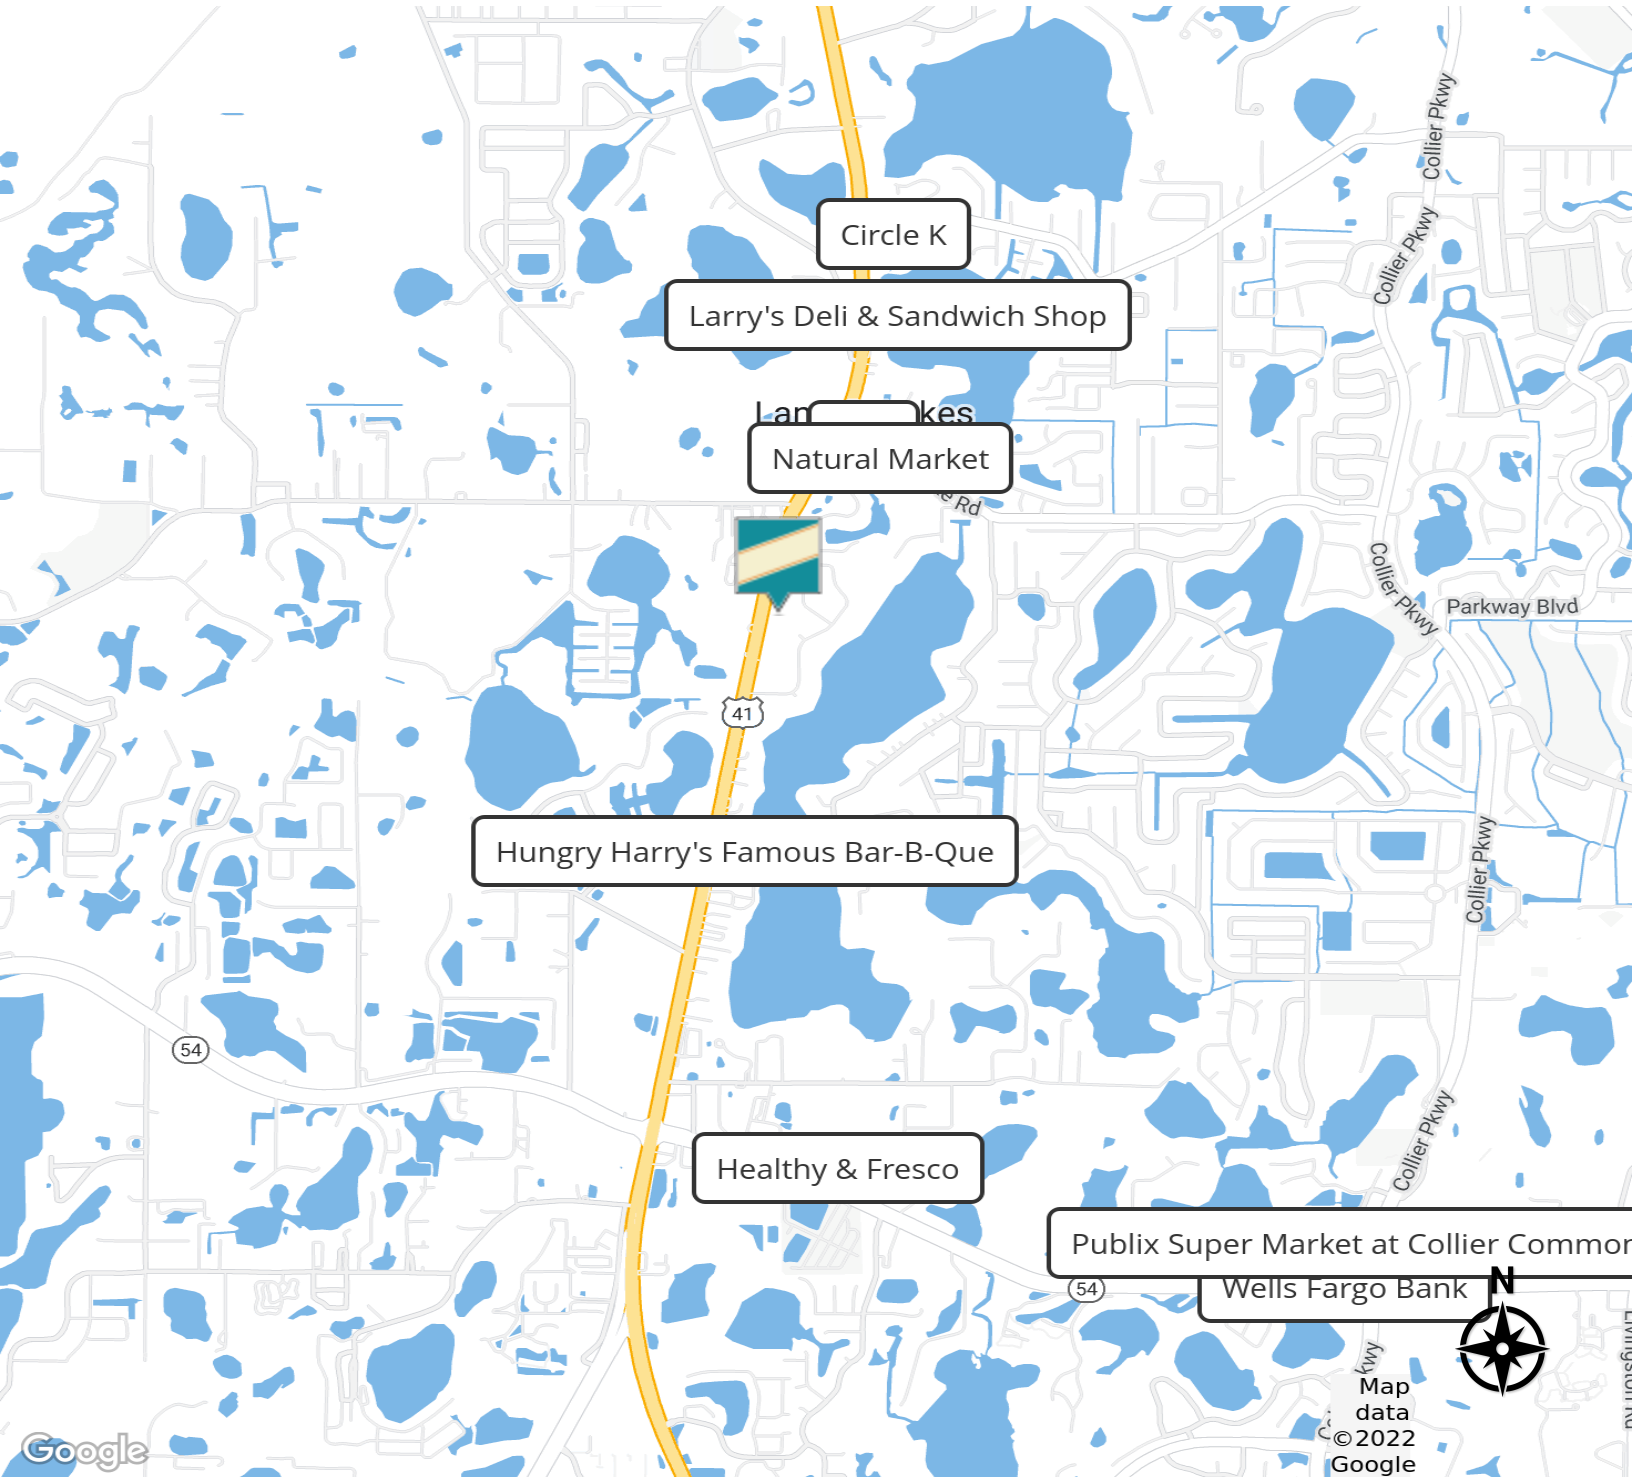 Collier Pkwy
Collier Pkwy
Circle K
Larry's Deli & Sandwich Shop
Natural Market
Rd
Collier Pkwy
Parkway Blvd
41
Collier Pkwy
Hungry Harry's Famous Bar-B-Que
54
Collier Pkwy
Healthy & Fresco
Publix Super Market at Collier
54
Wells Fargo Bank
N
Map
data
©2022
Google
Google